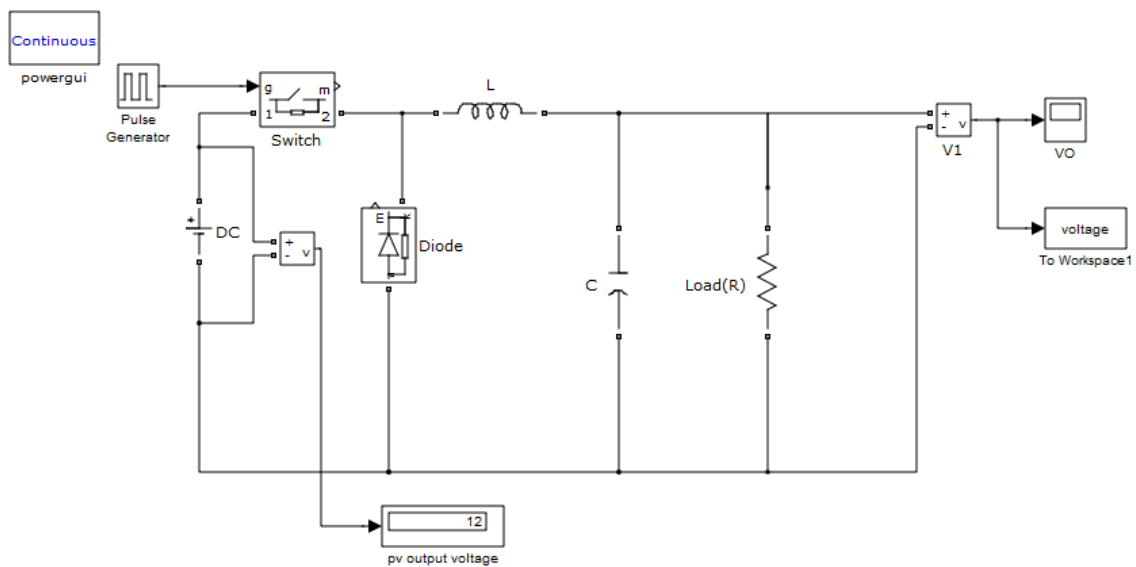 Continuous
powergui
Pulse
Generator
g
m
1
2
Switch
L
+
-
v
V1
VO
voltage
To Workspace1
+
DC
+
-
v
E
Diode
C
Load(R)
12
pv output voltage